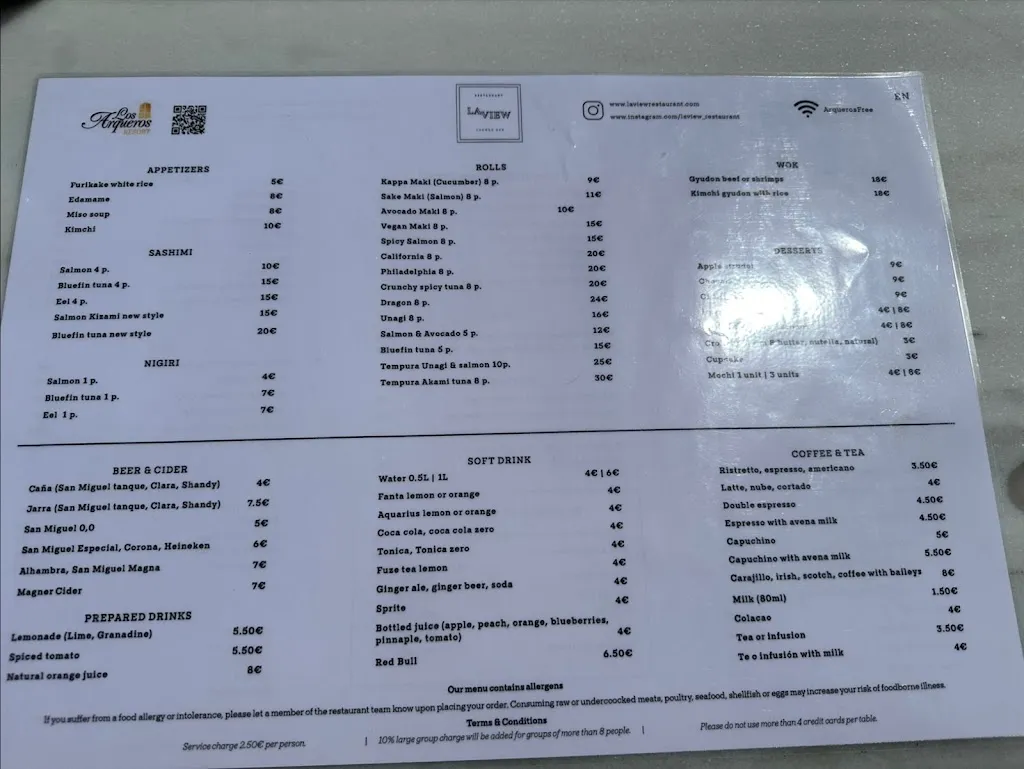 Los Arqueros
RESORT
RESTAURANT
LA VIEW
LOUNGE BAR
www.laviewrestaurant.com
www.instagram.com/laview_restaurant
ArquerosFree
EN
APPETIZERS
Furikake white rice 5€
Edamame 8€
Miso soup 8€
Kimchi 10€
SASHIMI
Salmon 4 p. 10€
Bluefin tuna 4 p. 15€
Eel 4 p. 15€
Salmon Kizami new style 15€
Bluefin tuna new style 20€
NIGIRI
Salmon 1 p. 4€
Bluefin tuna 1 p. 7€
Eel 1 p. 7€
ROLLS
Kappa Maki (Cucumber) 8 p. 9€
Sake Maki (Salmon) 8 p. 11€
Avocado Maki 8 p. 10€
Vegan Maki 8 p. 15€
Spicy Salmon 8 p. 15€
California 8 p. 20€
Philadelphia 8 p. 20€
Crunchy spicy tuna 8 p. 20€
Dragon 8 p. 24€
Unagi 8 p. 16€
Salmon & Avocado 5 p. 12€
Bluefin tuna 5 p. 15€
Tempura Unagi & salmon 10p. 25€
Tempura Akami tuna 8 p. 30€
WOK
Gyudon beef or shrimps 18€
Kimchi gyudon with rice 18€
DESSERTS
Apple strudel 9€
9€
9€
4€ | 8€
4€ | 8€
butter, nutella, natural) 3€
Cupcake 3€
Mochi 1 unit | 3 units 4€ | 8€
BEER & CIDER
Caña (San Miguel tanque, Clara, Shandy) 4€
Jarra (San Miguel tanque, Clara, Shandy) 7.5€
San Miguel 0,0 5€
San Miguel Especial, Corona, Heineken 6€
Alhambra, San Miguel Magna 7€
Magner Cider 7€
PREPARED DRINKS
Lemonade (Lime, Granadine) 5.50€
Spiced tomato 5.50€
Natural orange juice 8€
SOFT DRINK
Water 0.5L | 1L 4€ | 6€
Fanta lemon or orange 4€
Aquarius lemon or orange 4€
Coca cola, coca cola zero 4€
Tonica, Tonica zero 4€
Fuze tea lemon 4€
Ginger ale, ginger beer, soda 4€
Sprite 4€
Bottled juice (apple, peach, orange, blueberries,
pinnaple, tomato) 4€
Red Bull 6.50€
COFFEE & TEA
Ristretto, espresso, americano 3.50€
Latte, nube, cortado 4€
Double espresso 4.50€
Espresso with avena milk 4.50€
Capuchino 5€
Capuchino with avena milk 5.50€
Carajillo, irish, scotch, coffee with baileys 8€
Milk (80ml) 1.50€
Colacao 4€
Tea or infusion 3.50€
Te o infusión with milk 4€
Our menu contains allergens
If you suffer from a food allergy or intolerance, please let a member of the restaurant team know upon placing your order. Consuming raw or undercoocked meats, poultry, seafood, shellfish or eggs may increase your risk of foodborne illness.
Terms & Conditions
Service charge 2.50€ per person. | 10% large group charge will be added for groups of more than 8 people. | Please do not use more than 4 credit cards per table.